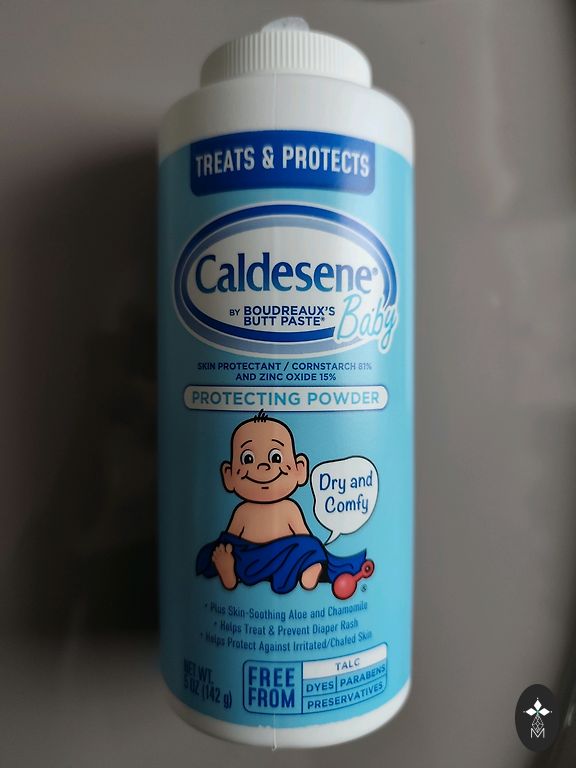 TREATS & PROTECTS
Caldesene®
BY BOUDREAUX'S
BUTT PASTE®
Baby
SKIN PROTECTANT / CORNSTARCH 81%
AND ZINC OXIDE 15%
PROTECTING POWDER
Dry and
Comfy
®
• Plus Skin-Soothing Aloe and Chamomile
• Helps Treat & Prevent Diaper Rash
• Helps Protect Against Irritated/Chafed Skin
NET WT.
5 OZ (142 g)
FREE
FROM
TALC
DYES PARABENS
PRESERVATIVES
M